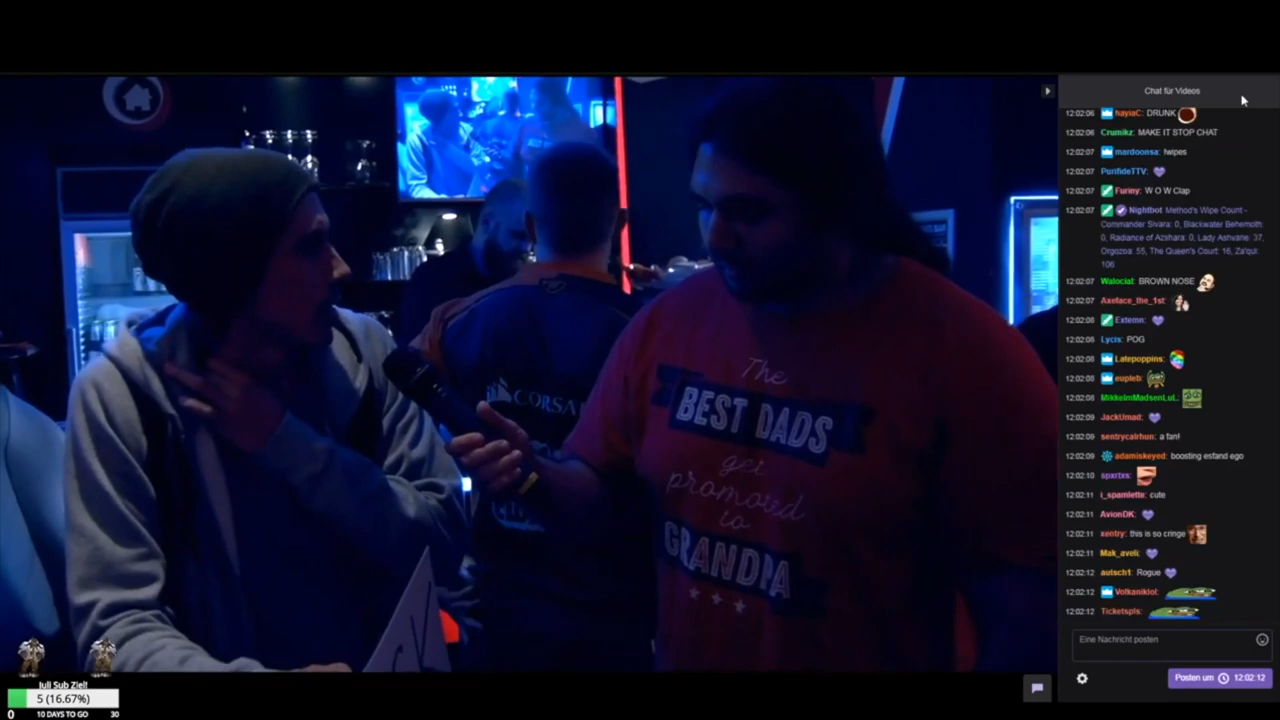 Chat für Videos
12:02:06 hayiaC: DRUNK
12:02:06 Crumikz: MAKE IT STOP CHAT
12:02:07 mardoonsa: !wipes
12:02:07 PurifideTTV:
12:02:07 Furiny: W O W Clap
12:02:07 Nightbot Method's Wipe Count -
Commander Sivara: 0, Blackwater Behemoth:
0, Radiance of Azshara: 0, Lady Ashvane: 37,
Orgozoa: 55, The Queen's Court: 16, Za'qul:
106
12:02:07 Walocial: BROWN NOSE
12:02:07 Axeface_the_1st:
12:02:08 Extemn:
12:02:08 Lycis: POG
12:02:08 Latepoppins:
12:02:08 eupleb:
12:02:08 MikkelmMadsenLuL:
12:02:09 JackUmad:
12:02:09 sentrycalrhun: a fan!
12:02:09 adamiskeyed: boosting esfand ego
12:02:10 apxrtxs:
12:02:11 i_spamlette: cute
12:02:11 AvionDK:
12:02:11 xentry: this is so cringe
12:02:11 Mak_aveli:
12:02:12 autsch1: Rogue
12:02:12 Volkaniklol:
12:02:12 Ticketspls:
Eine Nachricht posten
Posten um 12:02:12
CORSA
The
BEST DADS
get
promoted
to
GRANDPA
Juli Sub Ziel!
5 (16.67%)
0 10 DAYS TO GO 30